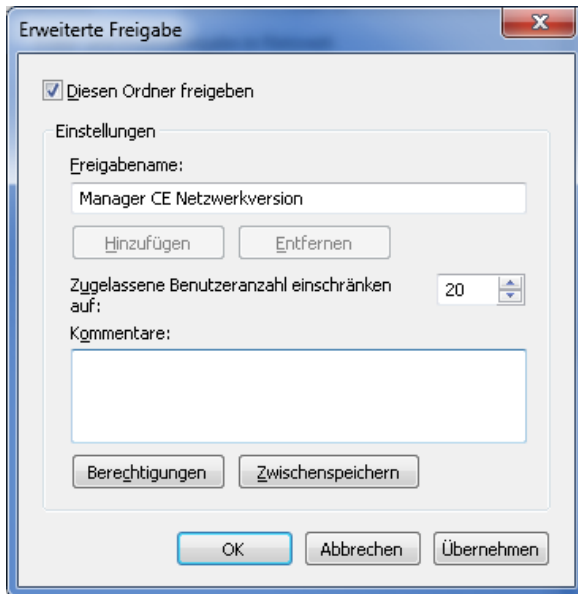 Erweiterte Freigabe
Diesen Ordner freigeben
Einstellungen
Freigabename:
Manager CE Netzwerkversion
Hinzufügen Entfernen
Zugelassene Benutzeranzahl einschränken 20
auf:
Kommentare:
Berechtigungen Zwischenspeichern
OK Abbrechen Übernehmen